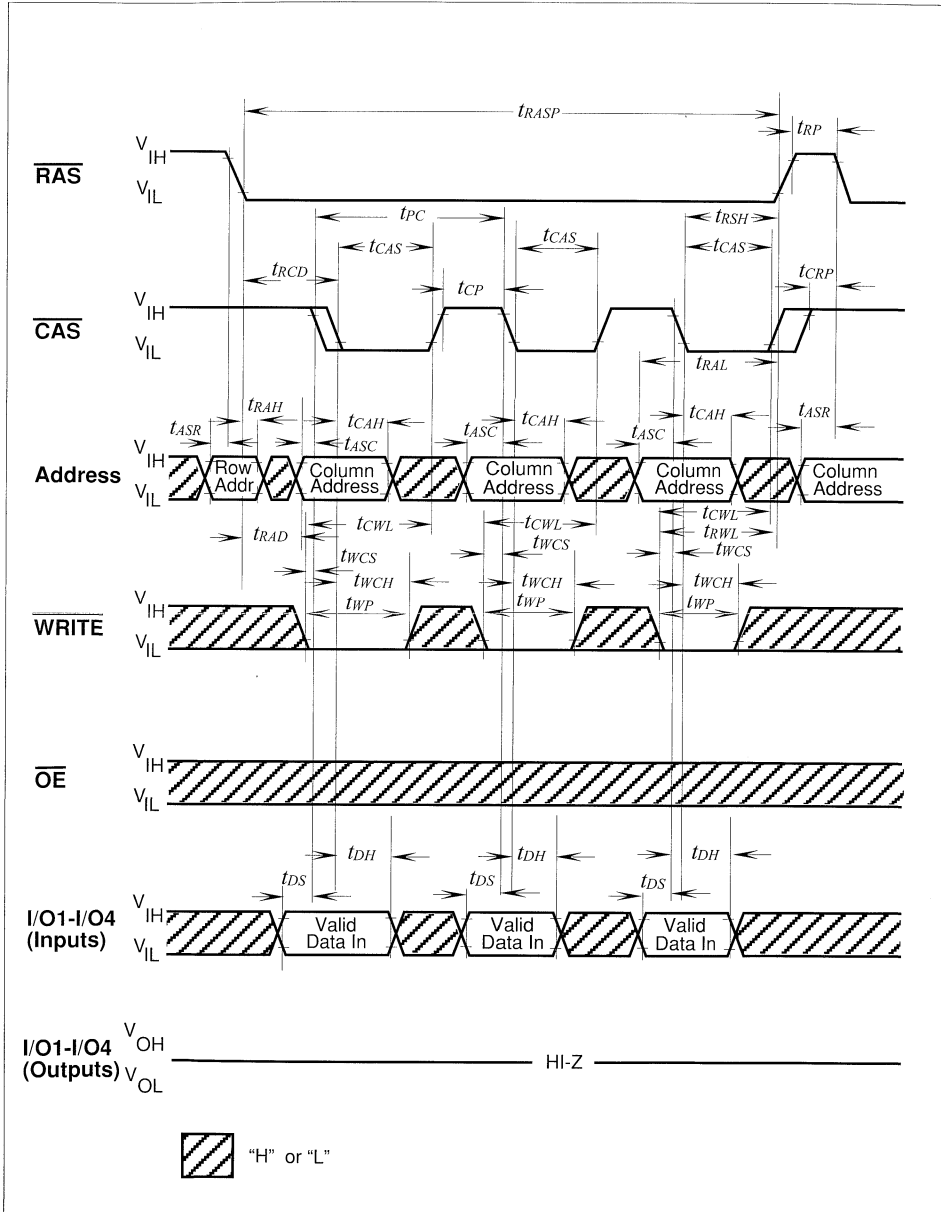 tRASP
tRP
RAS
VIH
VIL
tPC
tRSH
tCAS
tCAS
tCAS
tRCD
tCP
tCRP
CAS
VIH
VIL
tRAL
tRAH
tASR
tCAH
tASC
tASC
tCAH
tASC
tCAH
tASR
Address
VIH
VIL
Row
Addr
Column
Address
Column
Address
Column
Address
Column
Address
tCWL
tCWL
tCWL
tRAD
tRWL
tWCS
tWCS
tWCS
tWCH
tWCH
tWCH
tWP
tWP
tWP
WRITE
VIH
VIL
OE
VIH
VIL
tDH
tDH
tDH
tDS
tDS
tDS
I/O1-I/O4
(Inputs)
VIH
VIL
Valid
Data In
Valid
Data In
Valid
Data In
I/O1-I/O4
(Outputs)
VOH
VOL
HI-Z
"H" or "L"